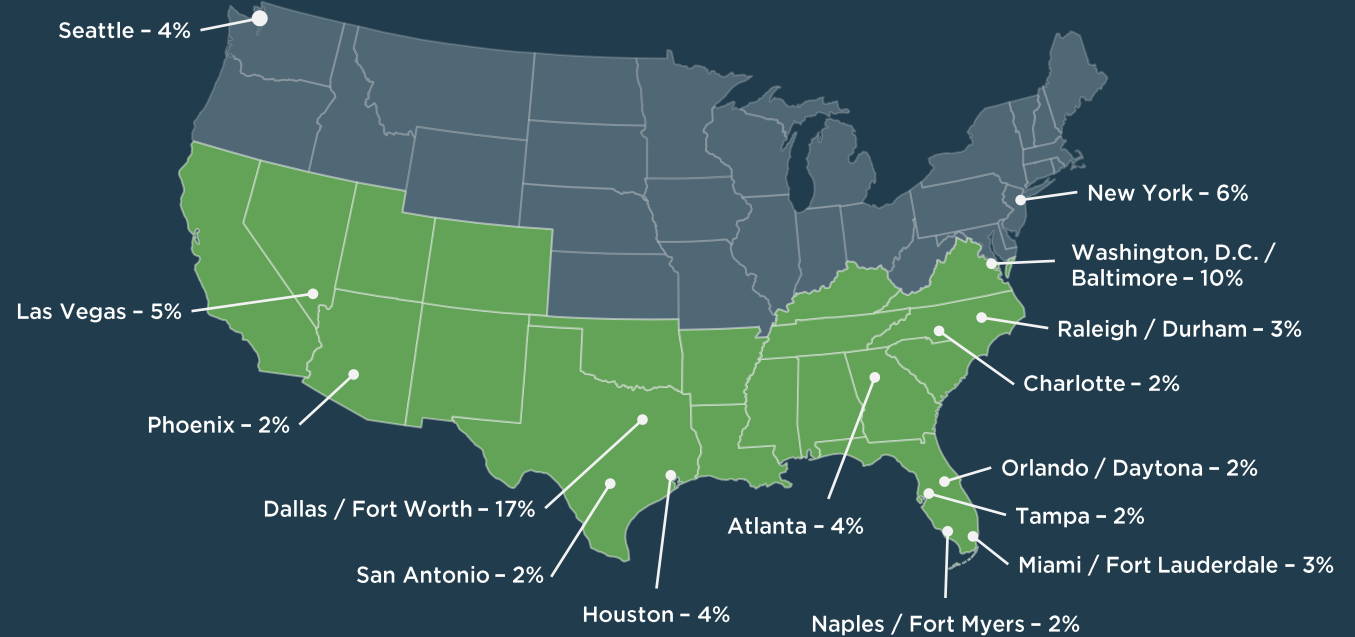 Seattle – 4%
New York – 6%
Washington, D.C. /
Baltimore – 10%
Las Vegas – 5%
Raleigh / Durham – 3%
Charlotte – 2%
Phoenix – 2%
Orlando / Daytona – 2%
Dallas / Fort Worth – 17%
Tampa – 2%
Atlanta – 4%
Miami / Fort Lauderdale – 3%
San Antonio – 2%
Houston – 4%
Naples / Fort Myers – 2%